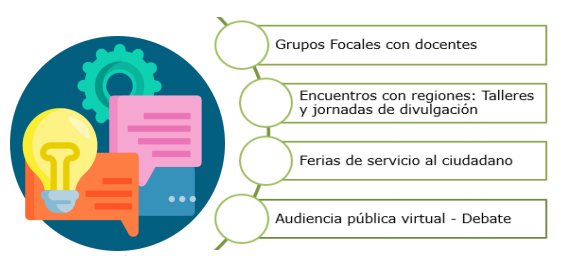 Grupos Focales con docentes
Encuentros con regiones: Talleres
y jornadas de divulgación
Ferias de servicio al ciudadano
Audiencia pública virtual - Debate